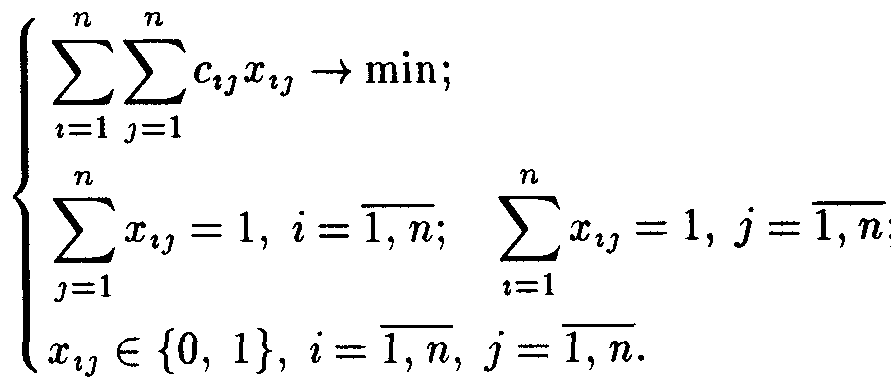 \sum_{i=1}^{n} \sum_{j=1}^{n} c_{ij} x_{ij} \to \min;
\sum_{j=1}^{n} x_{ij} = 1, \ i = \overline{1, n}; \quad \sum_{i=1}^{n} x_{ij} = 1, \ j = \overline{1, n};
x_{ij} \in \{0, 1\}, \ i = \overline{1, n}, \ j = \overline{1, n}.